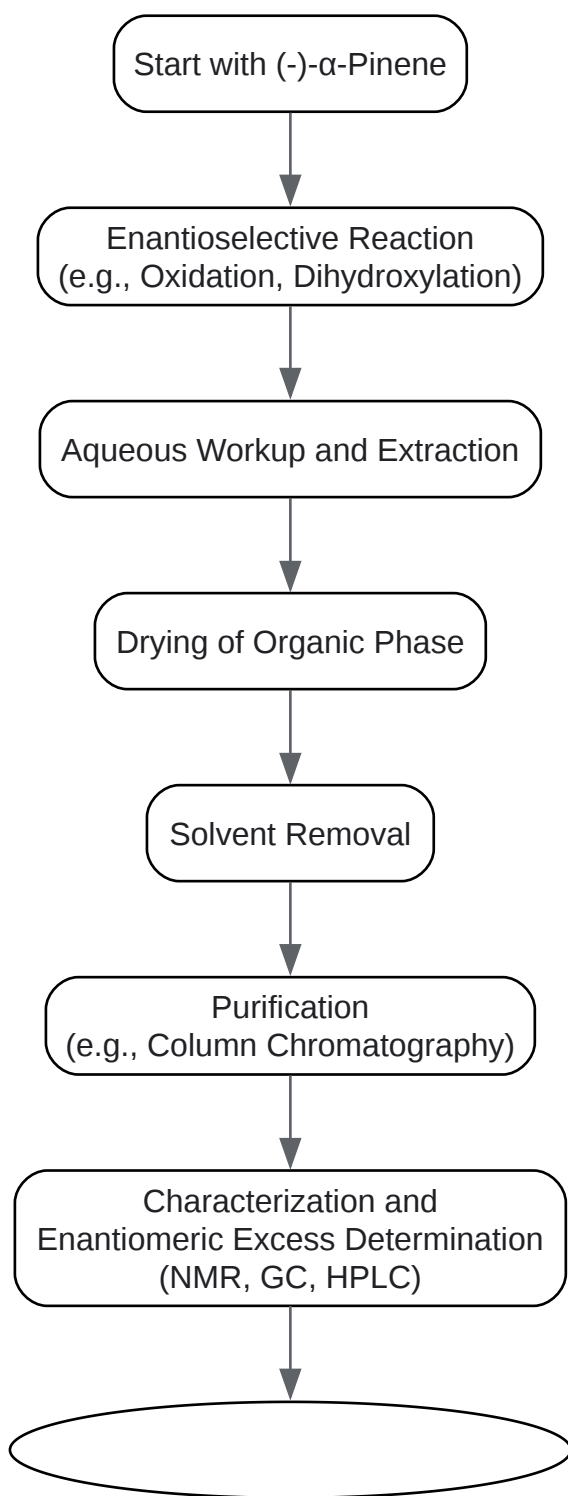 Start with (-)-α-Pinene
Enantioselective Reaction
(e.g., Oxidation, Dihydroxylation)
Aqueous Workup and Extraction
Drying of Organic Phase
Solvent Removal
Purification
(e.g., Column Chromatography)
Characterization and
Enantiomeric Excess Determination
(NMR, GC, HPLC)